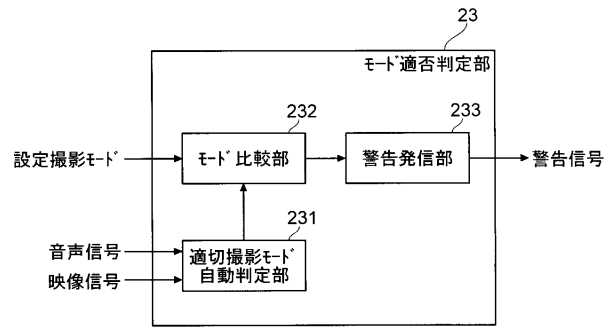 23
モード適否判定部
232
233
設定撮影モード
モード比較部
警告発信部
警告信号
231
音声信号
映像信号
適切撮影モード
自動判定部